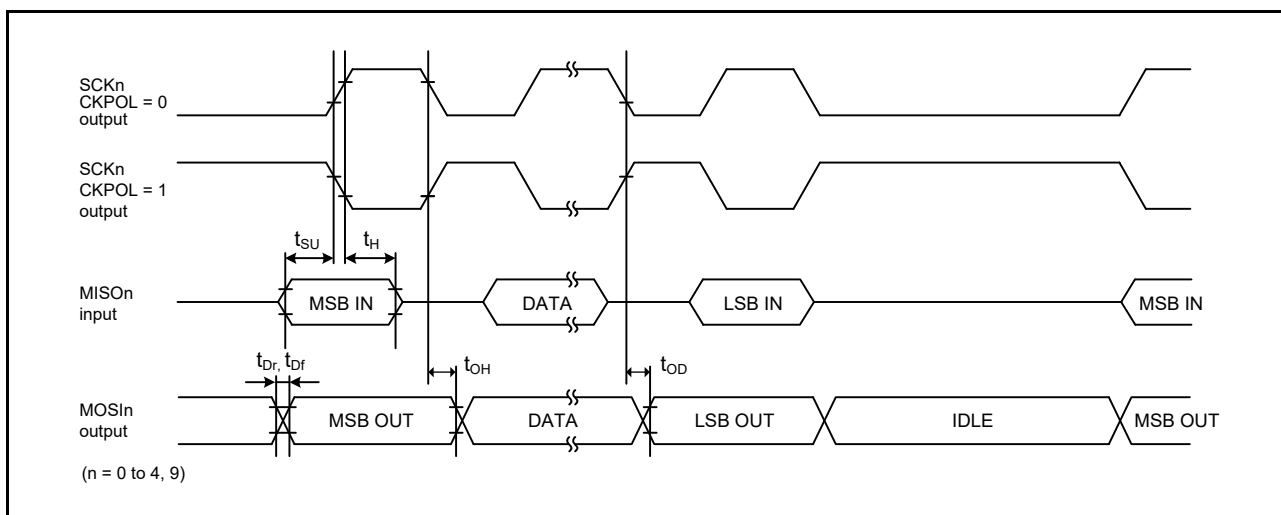 SCKn
CKPOL = 0
output
SCKn
CKPOL = 1
output
tSU
tH
MISOn
input
MSB IN
DATA
LSB IN
MSB IN
tDr, tDf
tOH
tOD
MOSIn
output
MSB OUT
DATA
LSB OUT
IDLE
MSB OUT
(n = 0 to 4, 9)